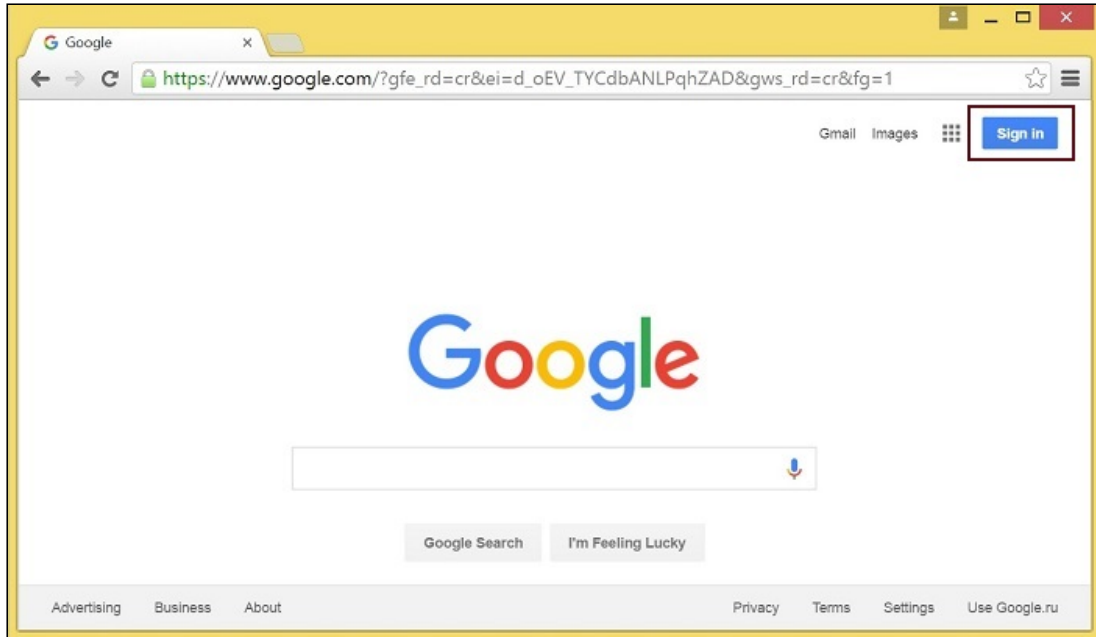 Google
https://www.google.com/?gfe_rd=cr&ei=d_oEV_TYCdbANLPqhZAD&gws_rd=cr&fg=1
Gmail Images Sign in
Google
Google Search I'm Feeling Lucky
Advertising Business About Privacy Terms Settings Use Google.ru